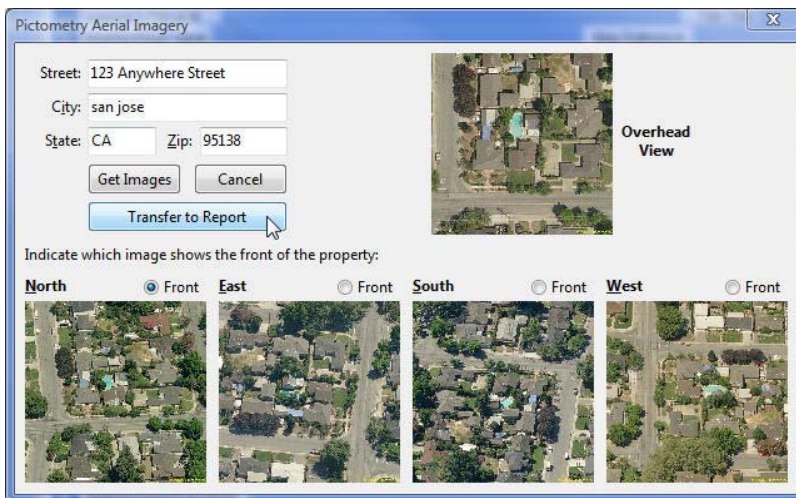 Pictometry Aerial Imagery
Street: 123 Anywhere Street
City: san jose
State: CA Zip: 95138
Get Images Cancel
Transfer to Report
Overhead
View
Indicate which image shows the front of the property:
North Front East Front South Front West Front